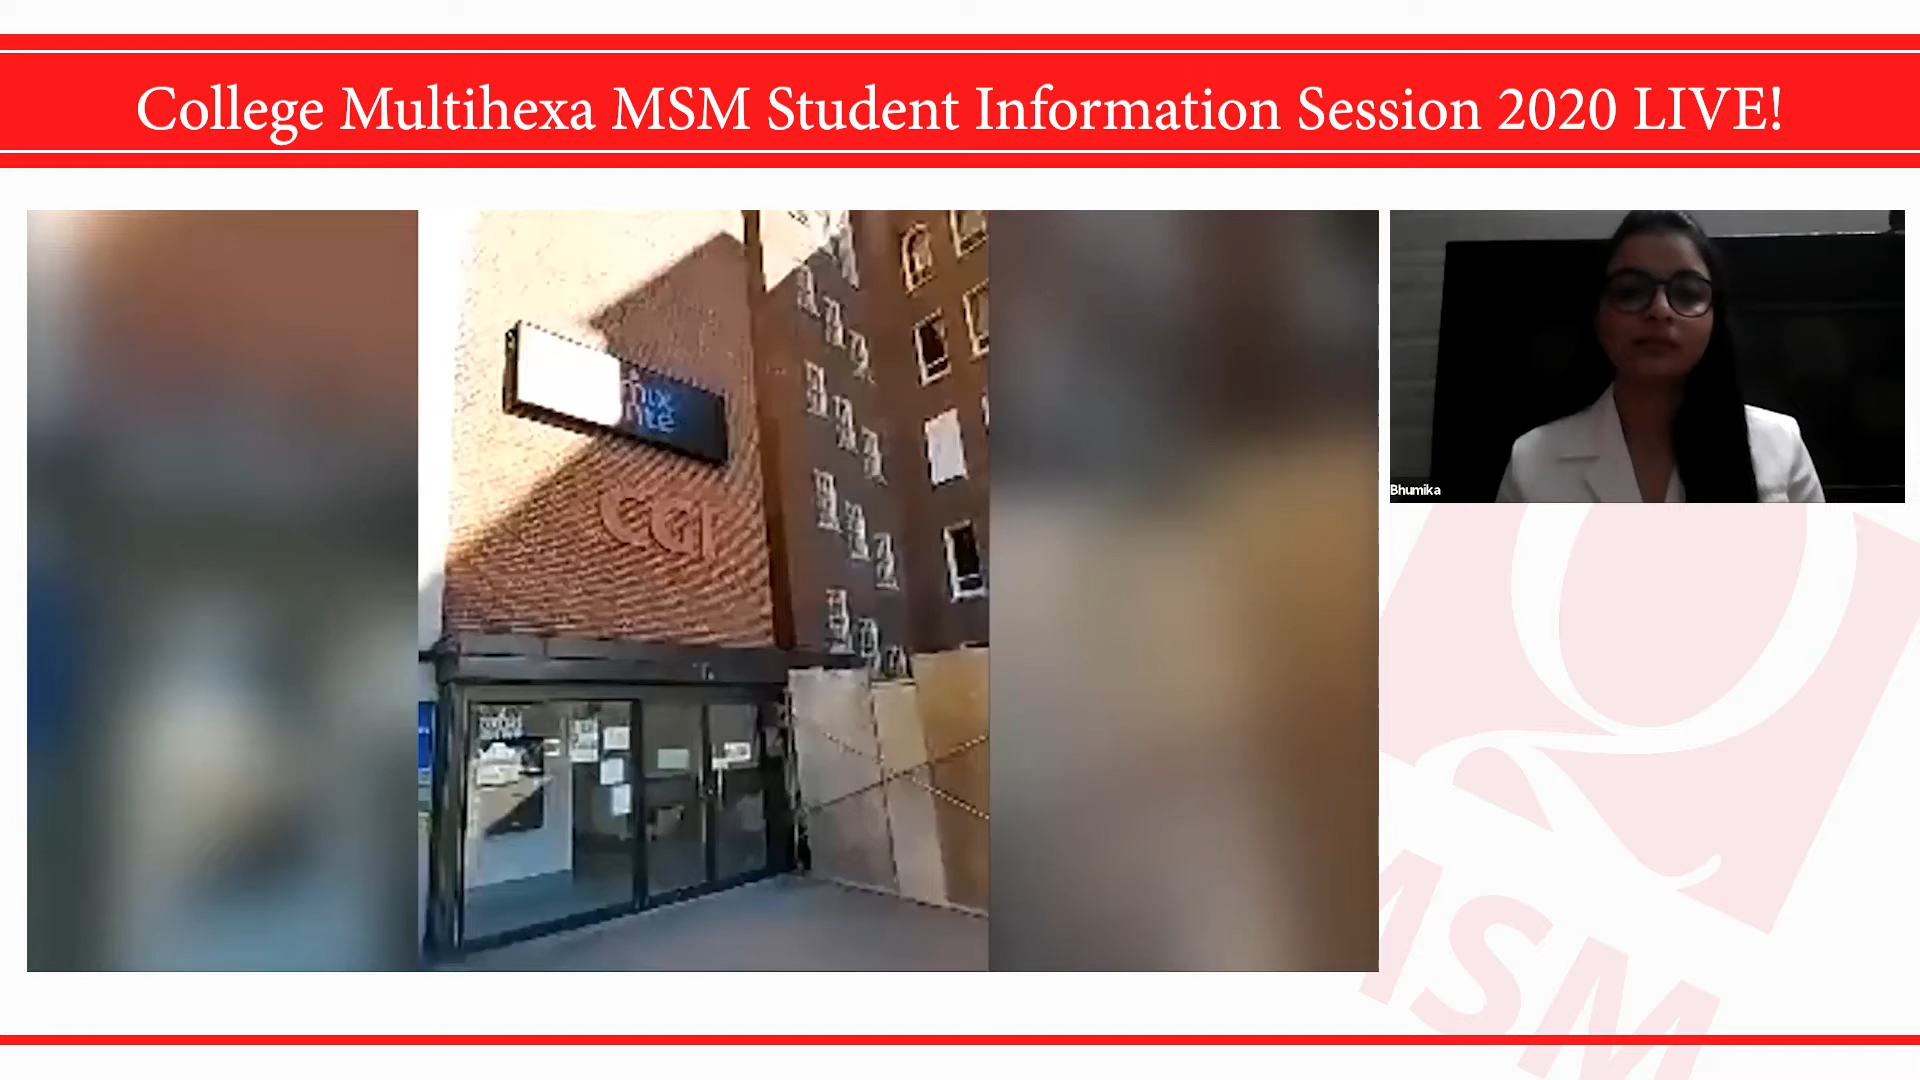 College Multihexa MSM Student Information Session 2020 LIVE!
CGI
Bhumika
MSM